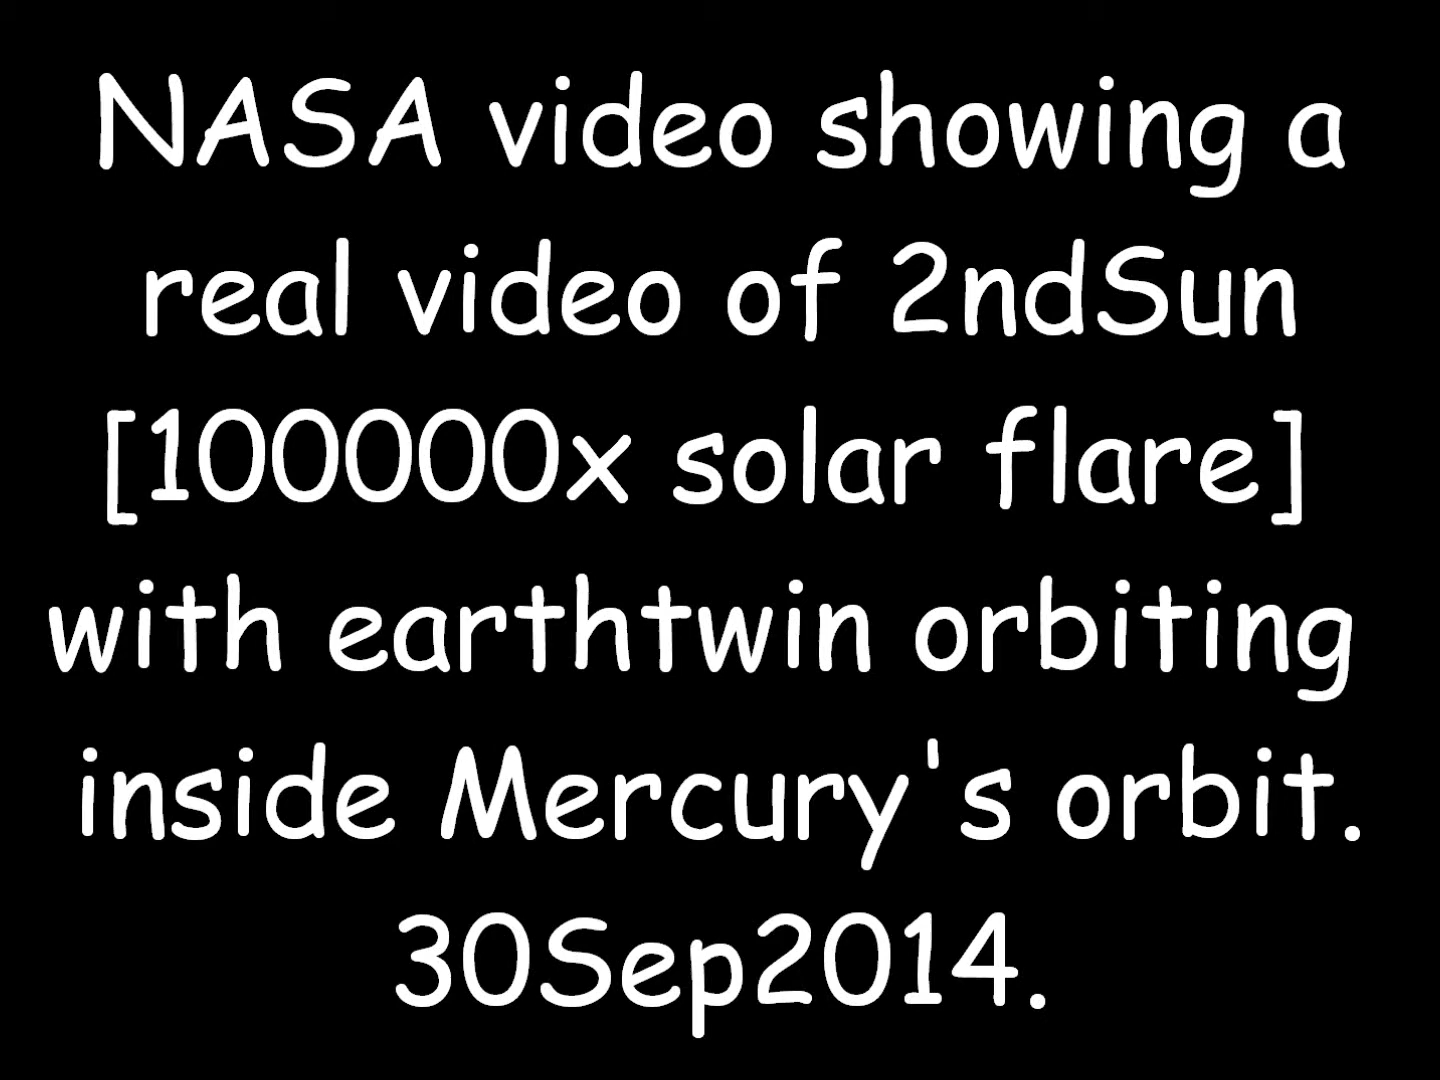 NASA video showing a
real video of 2ndSun
[100000x solar flare]
with earthtwin orbiting
inside Mercury's orbit.
30Sep2014.